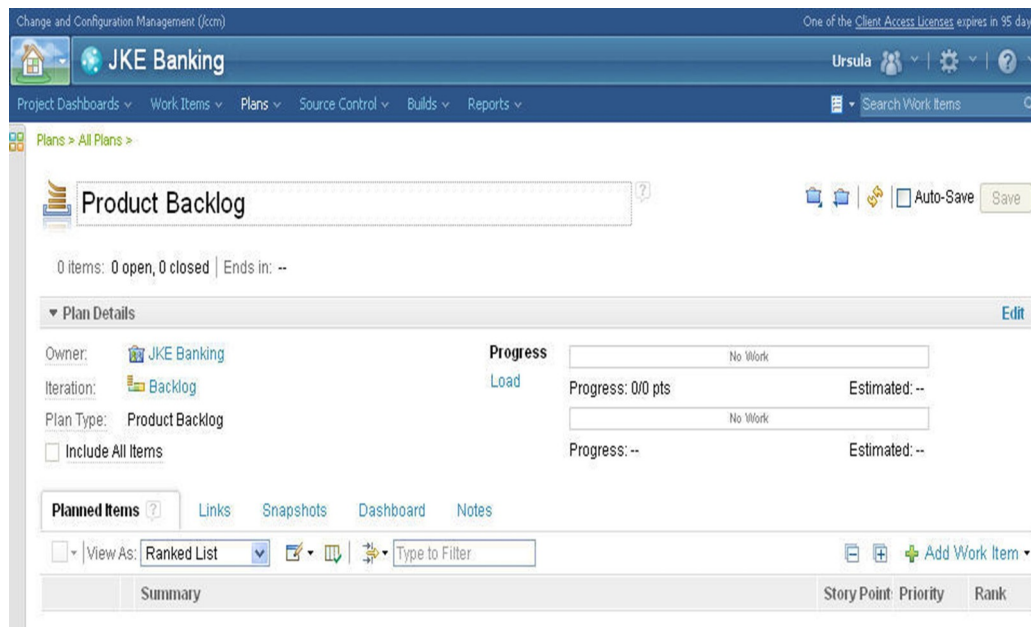 Change and Configuration Management (/ccm) One of the Client Access Licenses expires in 95 day
JKE Banking Ursula
Project Dashboards Work Items Plans Source Control Builds Reports Search Work Items
Plans > All Plans >
Product Backlog ? Auto-Save Save
0 items: 0 open, 0 closed | Ends in: --
Plan Details Edit
Owner: JKE Banking Progress No Work
Iteration: Backlog Load Progress: 0/0 pts Estimated: --
Plan Type: Product Backlog No Work
Include All Items Progress: -- Estimated: --
Planned Items ? Links Snapshots Dashboard Notes
View As: Ranked List Type to Filter Add Work Item
Summary Story Point Priority Rank